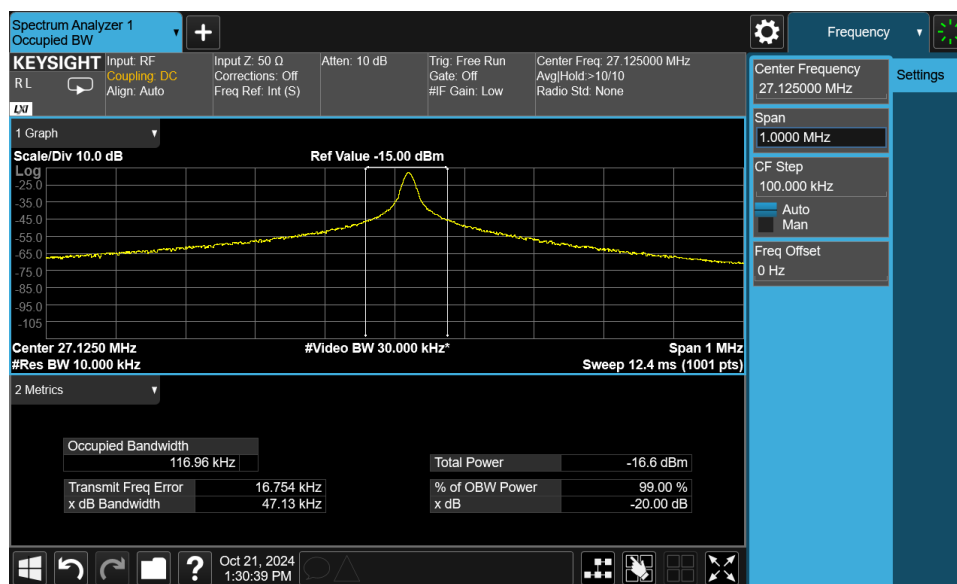 Spectrum Analyzer 1
Occupied BW
Frequency
KEYSIGHT
R L
LXI
Input: RF
Coupling: DC
Align: Auto
Input Z: 50 Ω
Corrections: Off
Freq Ref: Int (S)
Atten: 10 dB
Trig: Free Run
Gate: Off
#IF Gain: Low
Center Freq: 27.125000 MHz
Avg|Hold:>10/10
Radio Std: None
Center Frequency
27.125000 MHz
Settings
Span
1.0000 MHz
CF Step
100.000 kHz
Auto
Man
Freq Offset
0 Hz
1 Graph
Scale/Div 10.0 dB
Ref Value -15.00 dBm
Log
-25.0
-35.0
-45.0
-55.0
-65.0
-75.0
-85.0
-95.0
-105
Center 27.1250 MHz
#Video BW 30.000 kHz*
Span 1 MHz
#Res BW 10.000 kHz
Sweep 12.4 ms (1001 pts)
2 Metrics
Occupied Bandwidth
116.96 kHz
Total Power -16.6 dBm
Transmit Freq Error 16.754 kHz
% of OBW Power 99.00 %
x dB Bandwidth 47.13 kHz
x dB -20.00 dB
?
Oct 21, 2024
1:30:39 PM